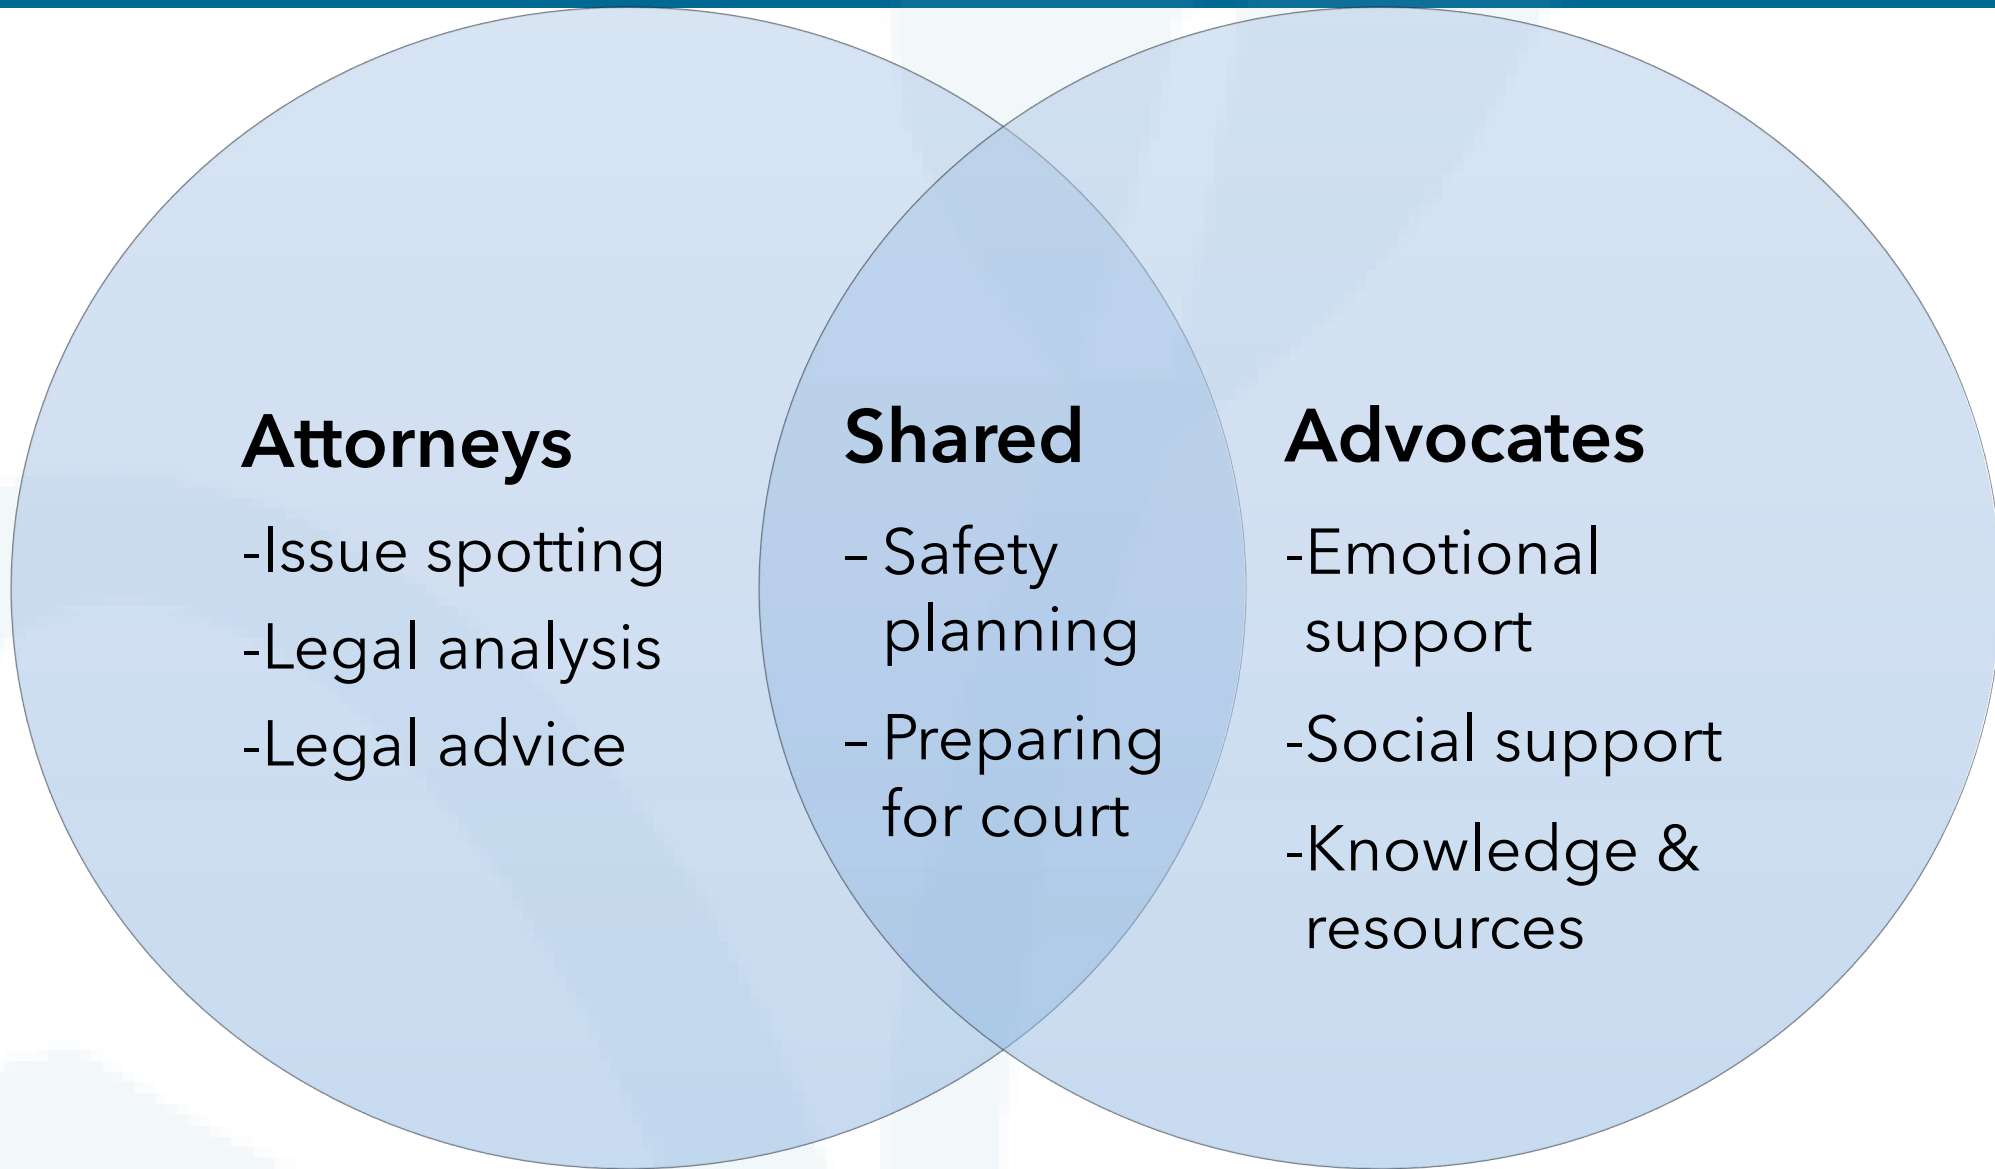 Attorneys
-Issue spotting
-Legal analysis
-Legal advice
Shared
– Safety
planning
– Preparing
for court
Advocates
-Emotional
support
-Social support
-Knowledge &
resources